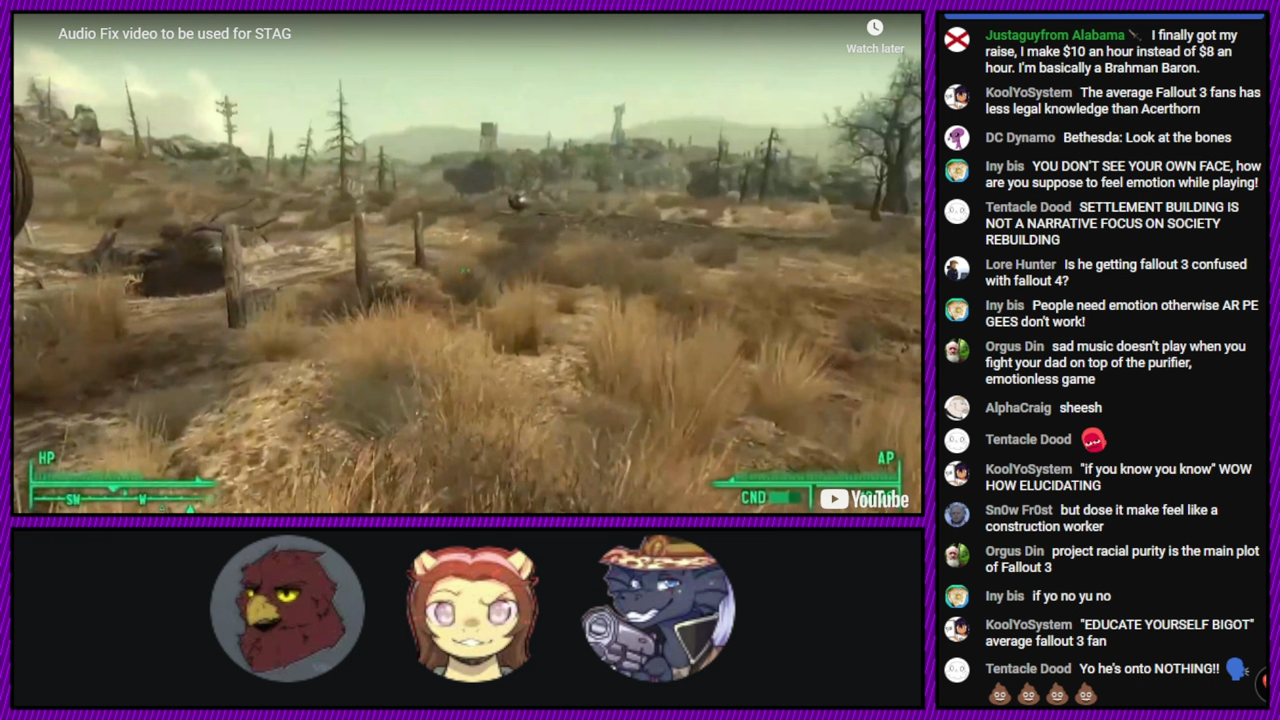 Audio Fix video to be used for STAG
Watch later
HP
SW
W
AP
CND
YouTube
Justaguyfrom Alabama I finally got my
raise, I make $10 an hour instead of $8 an
hour. I'm basically a Brahman Baron.
KoolYoSystem The average Fallout 3 fans has
less legal knowledge than Acerthorn
DC Dynamo Bethesda: Look at the bones
Iny bis YOU DON'T SEE YOUR OWN FACE, how
are you suppose to feel emotion while playing!
Tentacle Dood SETTLEMENT BUILDING IS
NOT A NARRATIVE FOCUS ON SOCIETY
REBUILDING
Lore Hunter Is he getting fallout 3 confused
with fallout 4?
Iny bis People need emotion otherwise AR PE
GEES don't work!
Orgus Din sad music doesn't play when you
fight your dad on top of the purifier,
emotionless game
AlphaCraig sheesh
Tentacle Dood
KoolYoSystem "if you know you know" WOW
HOW ELUCIDATING
Sn0w Fr0st but dose it make feel like a
construction worker
Orgus Din project racial purity is the main plot
of Fallout 3
Iny bis if yo no yu no
KoolYoSystem "EDUCATE YOURSELF BIGOT"
average fallout 3 fan
Tentacle Dood Yo he's onto NOTHING!! 🗣️
💩 💩 💩 💩